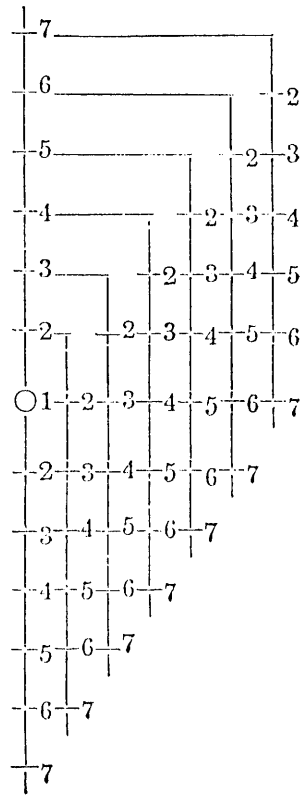 7
6 2
5 2 3
4 2 3 4
3 2 3 4 5
2 2 3 4 5 6
1 2 3 4 5 6 7
2 3 4 5 6 7
3 4 5 6 7
4 5 6 7
5 6 7
6 7
7